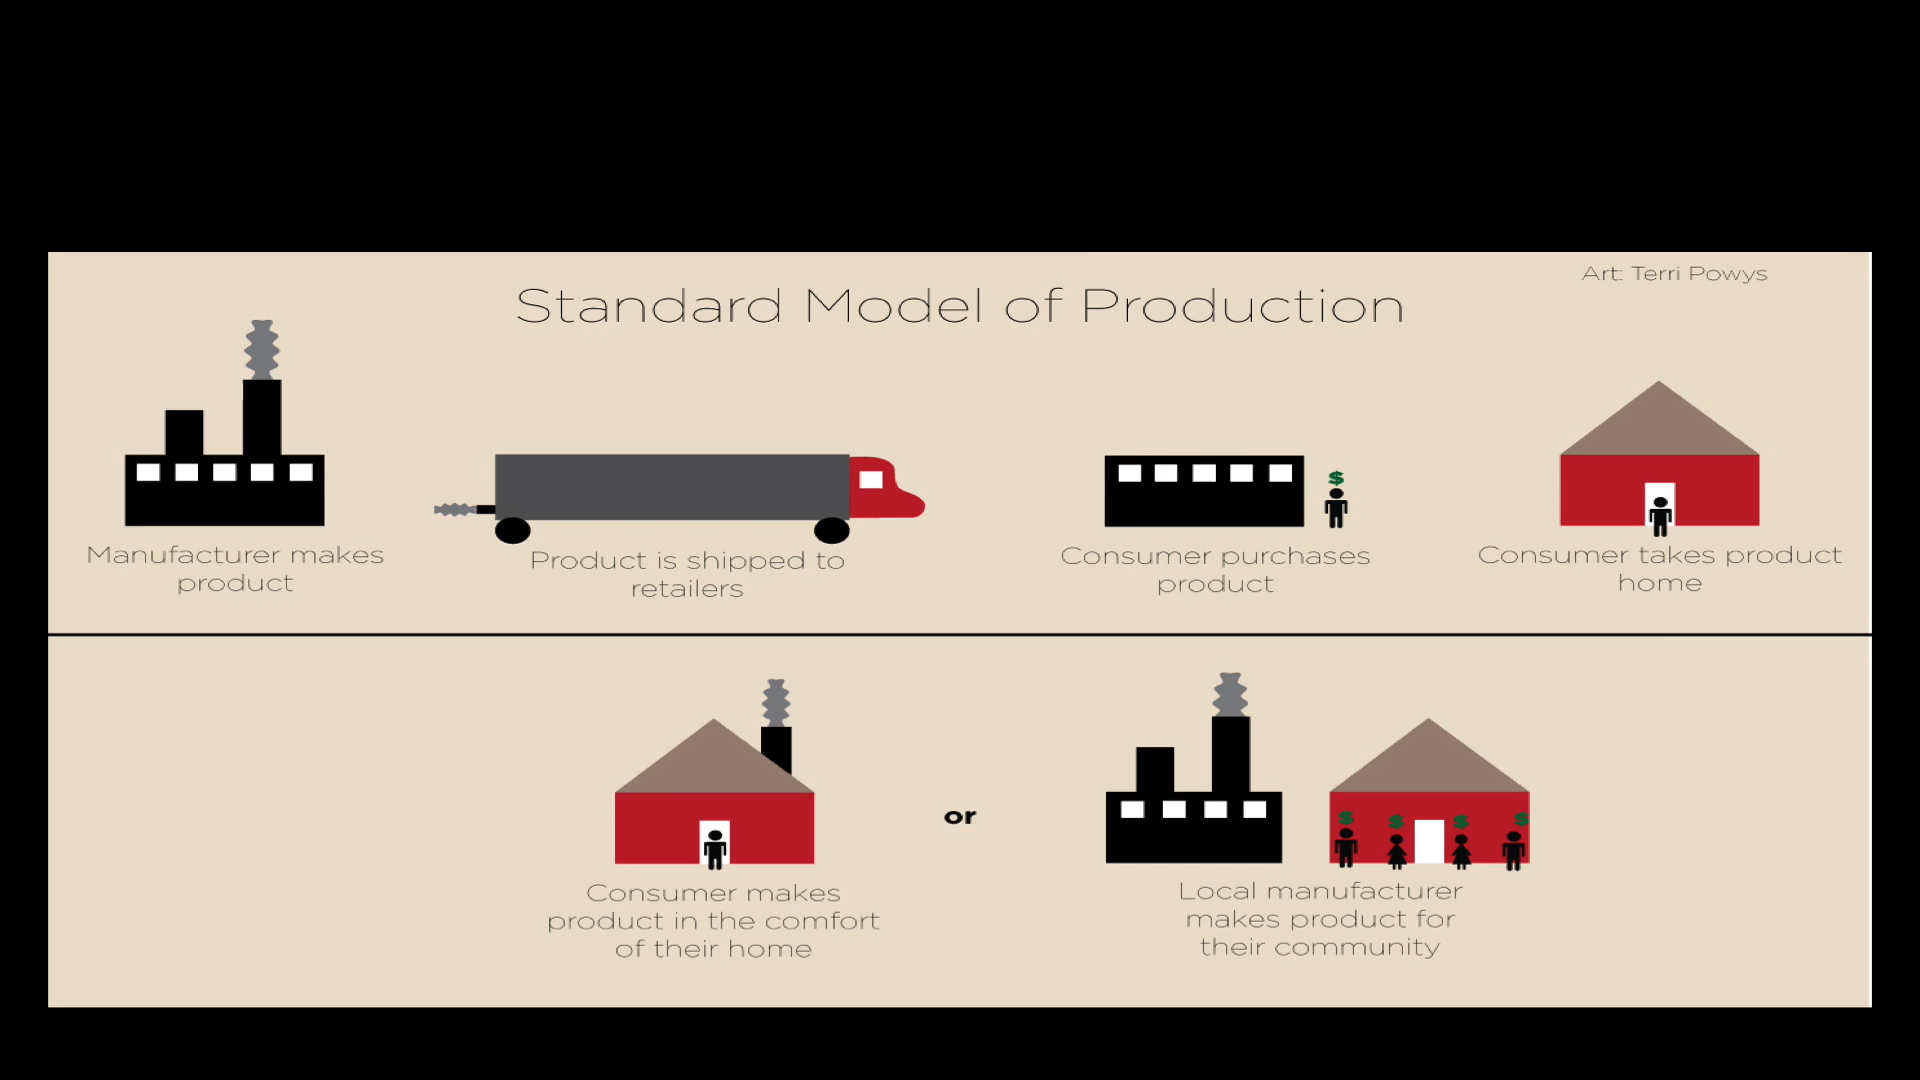 Art: Terri Powys
Standard Model of Production
$
Manufacturer makes
product
Product is shipped to
retailers
Consumer purchases
product
Consumer takes product
home
or
$ $ $ $
Consumer makes
product in the comfort
of their home
Local manufacturer
makes product for
their community